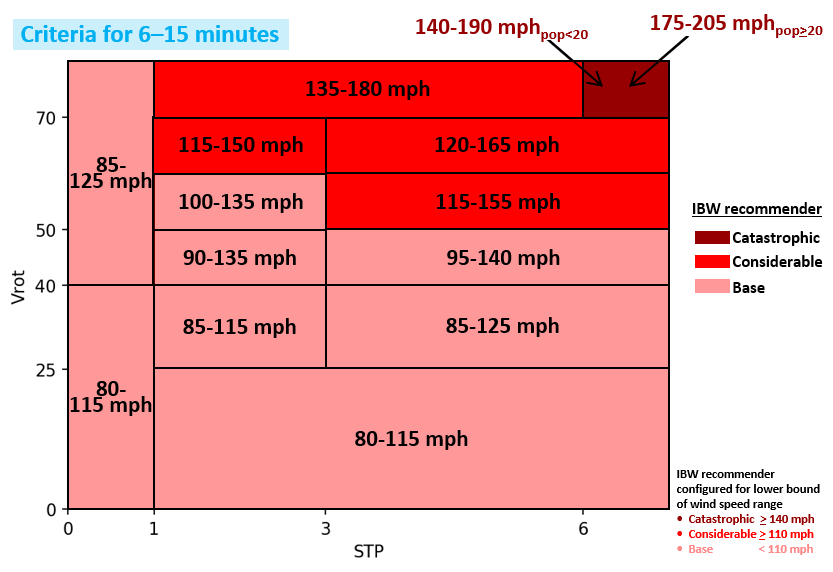 Criteria for 6–15 minutes
140-190 mph pop<20
175-205 mph pop≥20
135-180 mph
70
115-150 mph
120-165 mph
85-
125 mph
100-135 mph
115-155 mph
50
90-135 mph
95-140 mph
40
85-115 mph
85-125 mph
25
80-
115 mph
80-115 mph
0
0
1
3
6
Vrot
STP
IBW recommender
Catastrophic
Considerable
Base
IBW recommender
configured for lower bound
of wind speed range
• Catastrophic ≥ 140 mph
• Considerable ≥ 110 mph
• Base < 110 mph